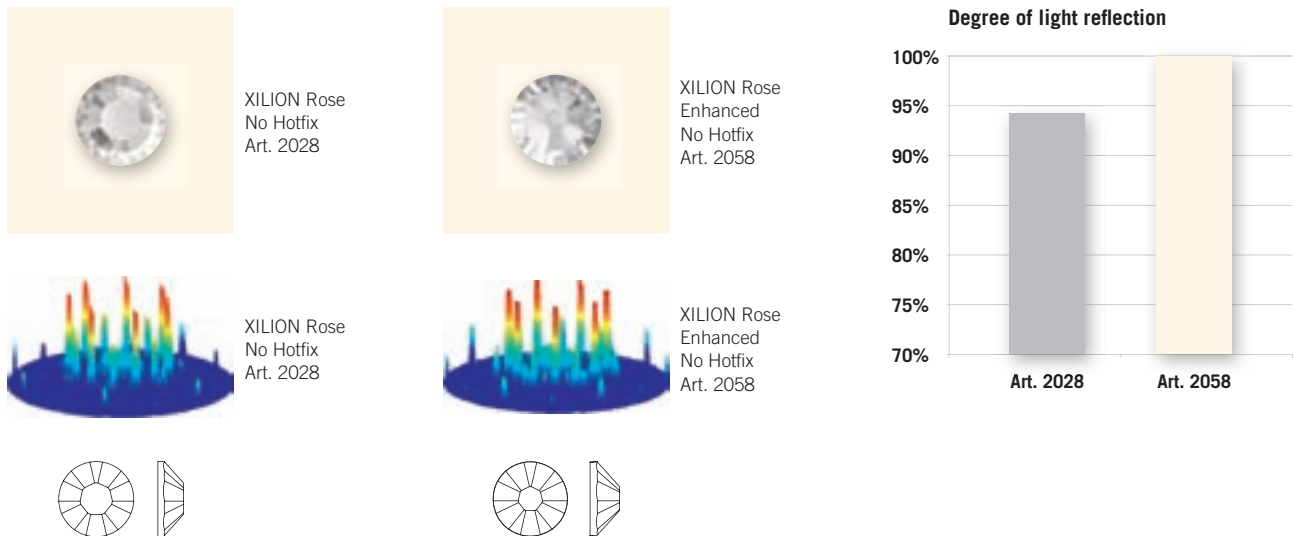 XILION Rose
No Hotfix
Art. 2028
XILION Rose
Enhanced
No Hotfix
Art. 2058
XILION Rose
No Hotfix
Art. 2028
XILION Rose
Enhanced
No Hotfix
Art. 2058
Degree of light reflection
100%
95%
90%
85%
80%
75%
70%
Art. 2028 Art. 2058